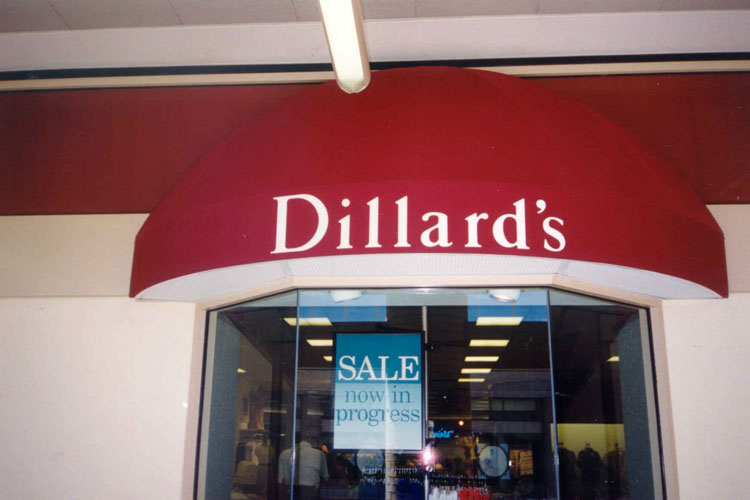 Dillard's
SALE
now in
progress